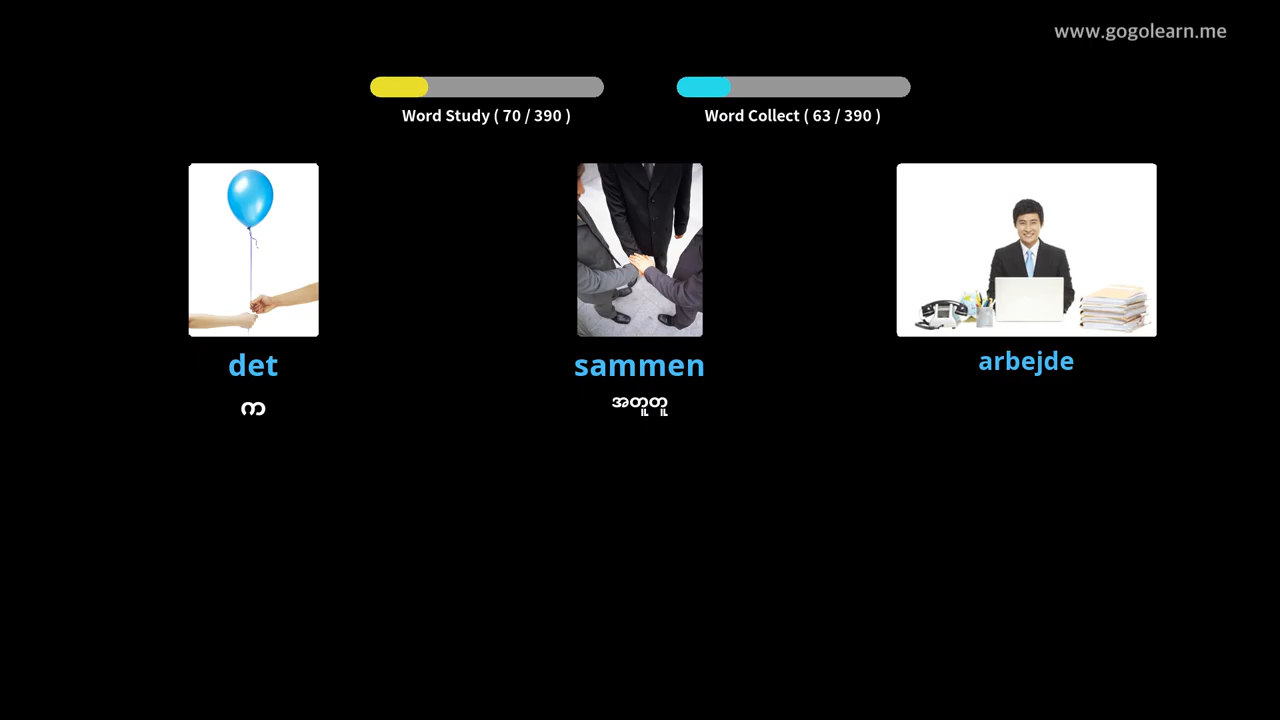 www.gogolearn.me
Word Study ( 70 / 390 )
Word Collect ( 63 / 390 )
det
sammen
arbejde
က
အတူတူ